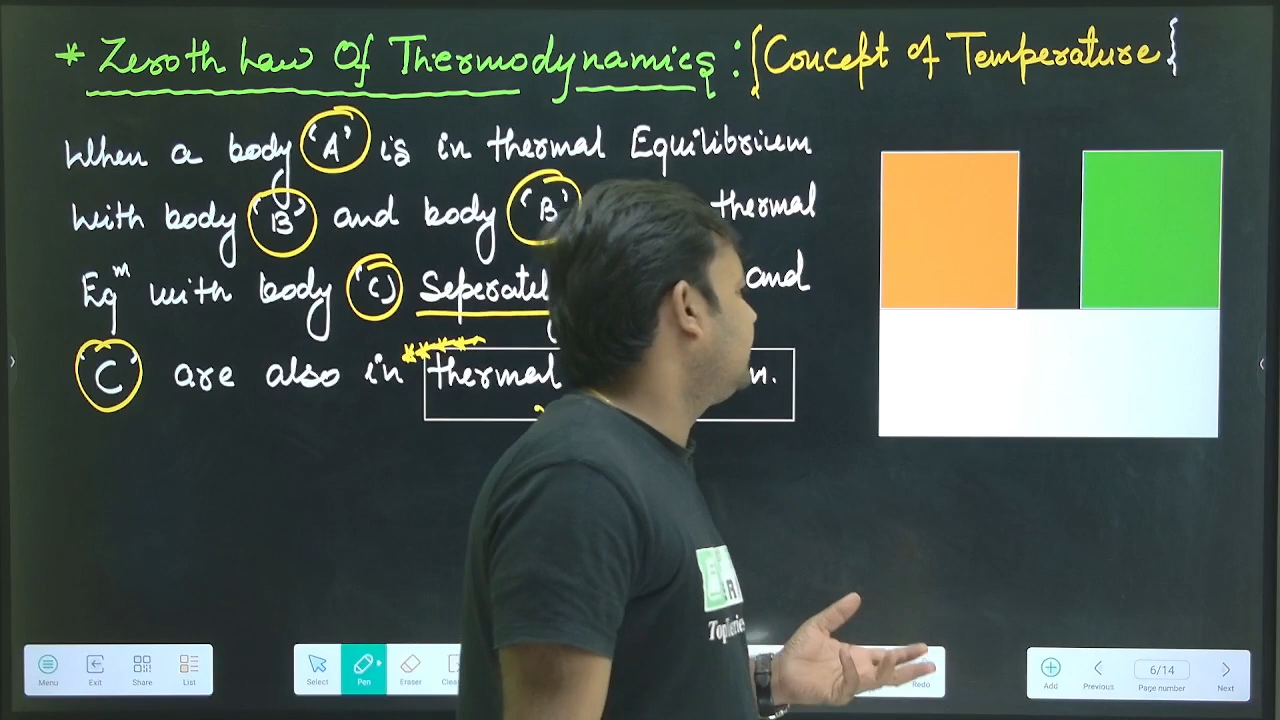 * Zeroth Law Of Thermodynamics : {Concept of Temperature}
When a body 'A' is in thermal Equilibrium
with body 'B' and body 'B' thermal
Eqm with body 'C' Seperatel and
'C' are also in thermal
Menu Exit Share List Select Pen Eraser Redo Add Previous 6/14 Page number Next